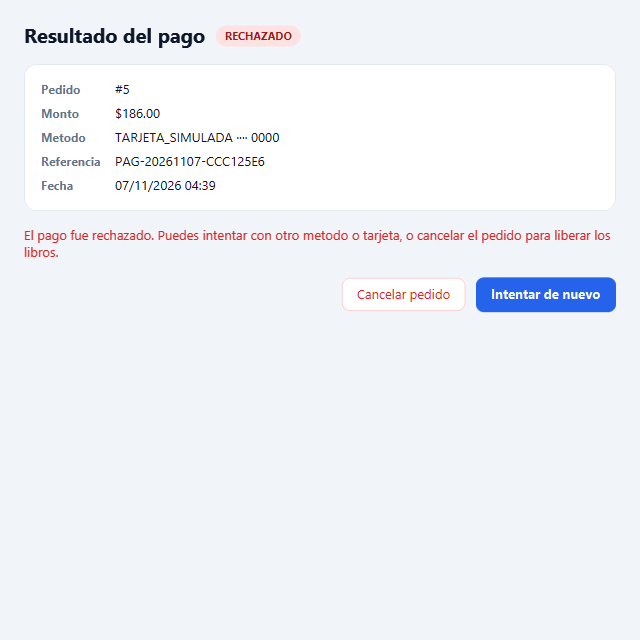 Resultado del pago RECHAZADO
Pedido #5
Monto $186.00
Metodo TARJETA_SIMULADA ···· 0000
Referencia PAG-20261107-CCC125E6
Fecha 07/11/2026 04:39
El pago fue rechazado. Puedes intentar con otro metodo o tarjeta, o cancelar el pedido para liberar los
libros.
Cancelar pedido Intentar de nuevo